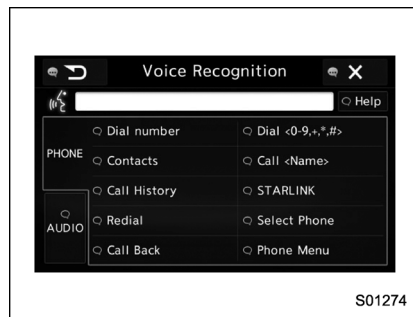 Voice Recognition
Help
PHONE
Dial number
Dial <0-9,+,*,#>
Contacts
Call <Name>
Call History
STARLINK
AUDIO
Redial
Select Phone
Call Back
Phone Menu
S01274